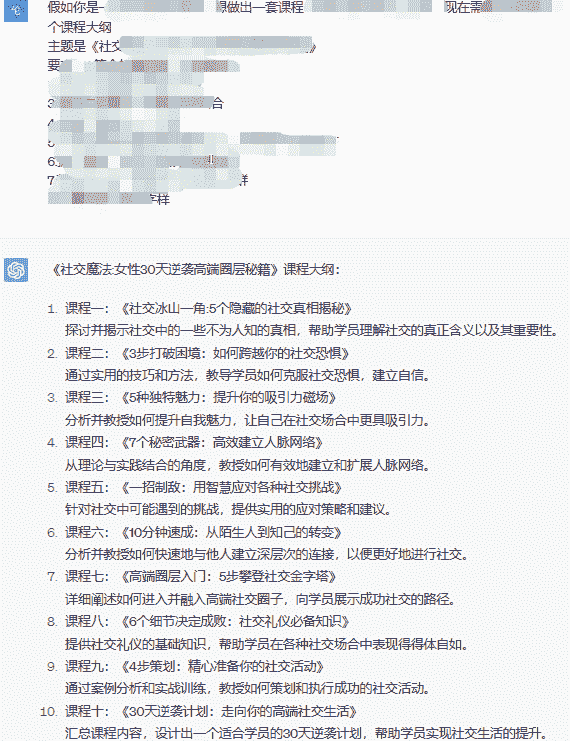 假如你是一
想做出一套课程
现在需
个课程大纲
主题是《社交
》
要
3
合
4
5
6
7
样
字样
《社交魔法:女性30天逆袭高端圈层秘籍》课程大纲：
1. 课程一：《社交冰山一角:5个隐藏的社交真相揭秘》
探讨并揭示社交中的一些不为人知的真相，帮助学员理解社交的真正含义以及其重要性。
2. 课程二：《3步打破困境：如何跨越你的社交恐惧》
通过实用的技巧和方法，教导学员如何克服社交恐惧，建立自信。
3. 课程三：《5种独特魅力：提升你的吸引力磁场》
分析并教授如何提升自我魅力，让自己在社交场合中更具吸引力。
4. 课程四：《7个秘密武器：高效建立人脉网络》
从理论与实践结合的角度，教授如何有效地建立和扩展人脉网络。
5. 课程五：《一招制敌：用智慧应对各种社交挑战》
针对社交中可能遇到的挑战，提供实用的应对策略和建议。
6. 课程六：《10分钟速成：从陌生人到知己的转变》
分析并教授如何快速地与他人建立深层次的连接，以便更好地进行社交。
7. 课程七：《高端圈层入门：5步攀登社交金字塔》
详细阐述如何进入并融入高端社交圈子，向学员展示成功社交的路径。
8. 课程八：《6个细节决定成败：社交礼仪必备知识》
提供社交礼仪的基础知识，帮助学员在各种社交场合中表现得得体自如。
9. 课程九：《4步策划：精心准备你的社交活动》
通过案例分析和实战训练，教授如何策划和执行成功的社交活动。
10. 课程十：《30天逆袭计划：走向你的高端社交生活》
汇总课程内容，设计出一个适合学员的30天逆袭计划，帮助学员实现社交生活的提升。